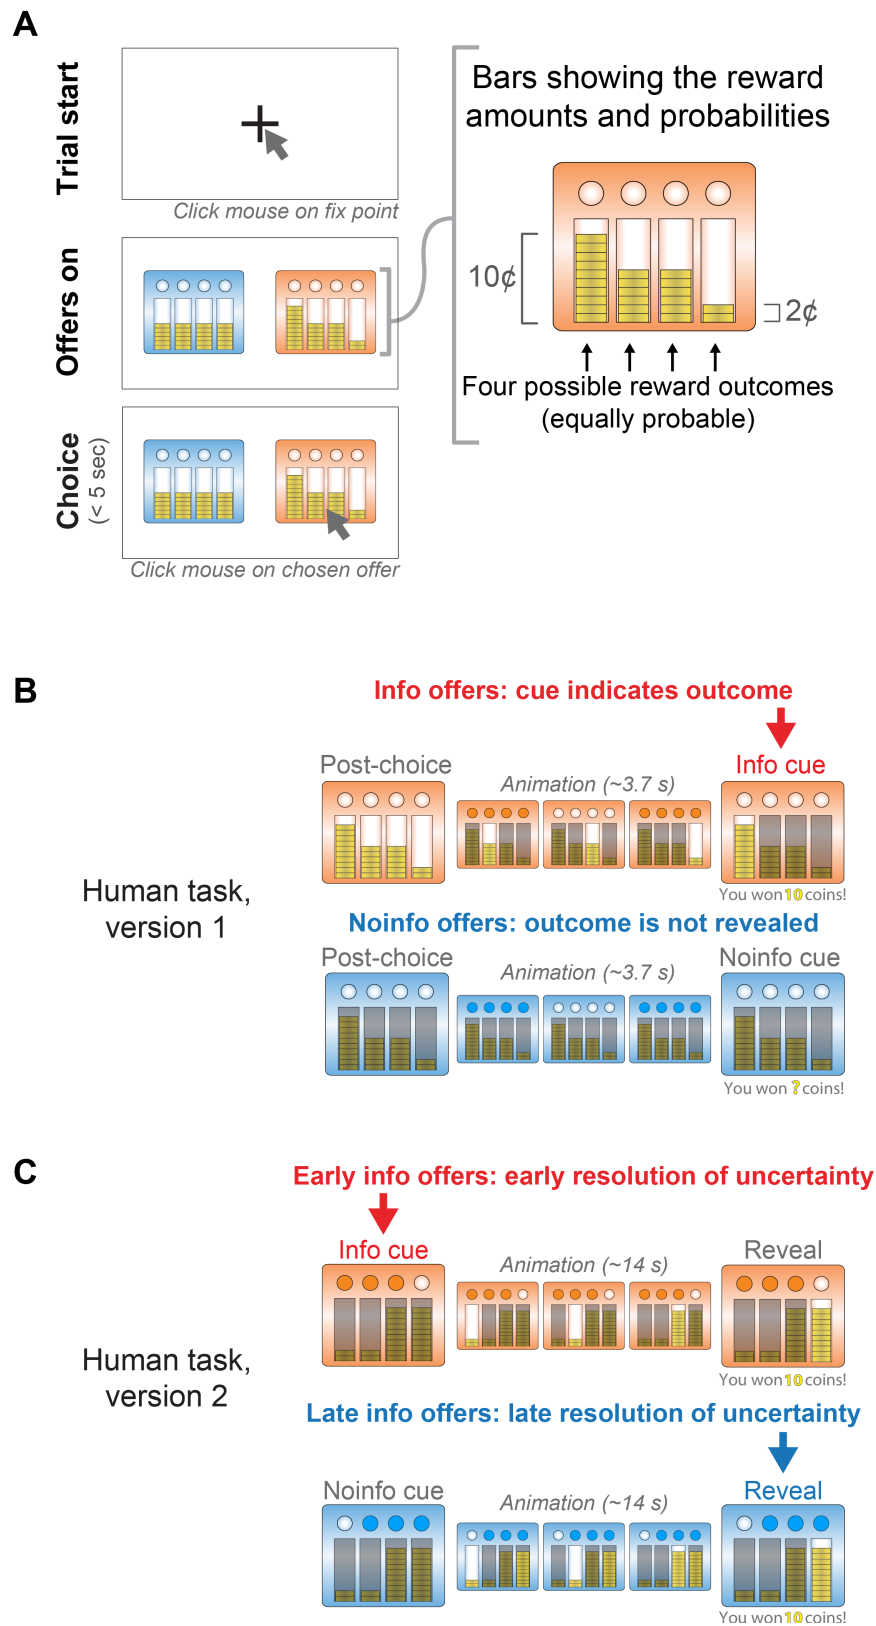 A
Trial start
Click mouse on fix point
Offers on
Choice
(< 5 sec)
Click mouse on chosen offer
Bars showing the reward
amounts and probabilities
10¢
2¢
Four possible reward outcomes
(equally probable)
B
Human task,
version 1
Info offers: cue indicates outcome
Post-choice
Animation (~3.7 s)
Info cue
You won 10 coins!
Noinfo offers: outcome is not revealed
Post-choice
Animation (~3.7 s)
Noinfo cue
You won ? coins!
C
Human task,
version 2
Early info offers: early resolution of uncertainty
Info cue
Animation (~14 s)
Reveal
You won 10 coins!
Late info offers: late resolution of uncertainty
Noinfo cue
Animation (~14 s)
Reveal
You won 10 coins!